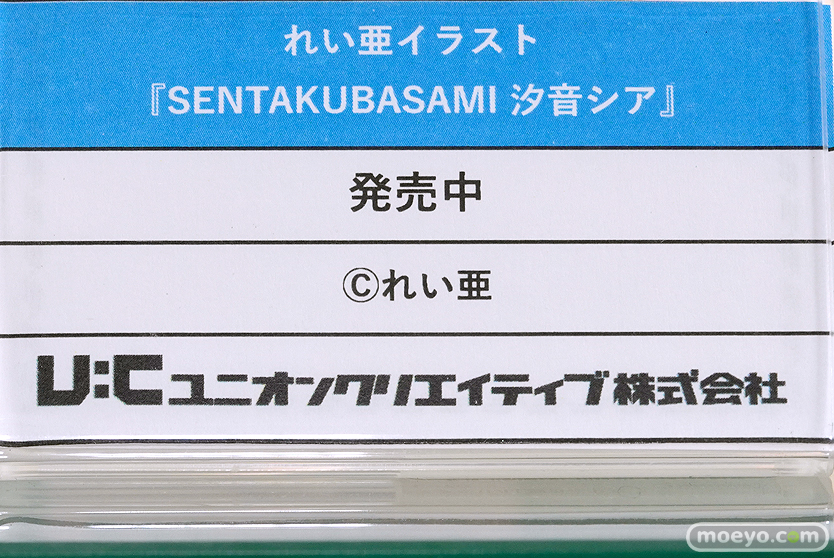 れい亜イラスト
『SENTAKUBASAMI 汐音シア』
発売中
©れい亜
U:C ユニオンクリエイティブ株式会社
moeyo.com